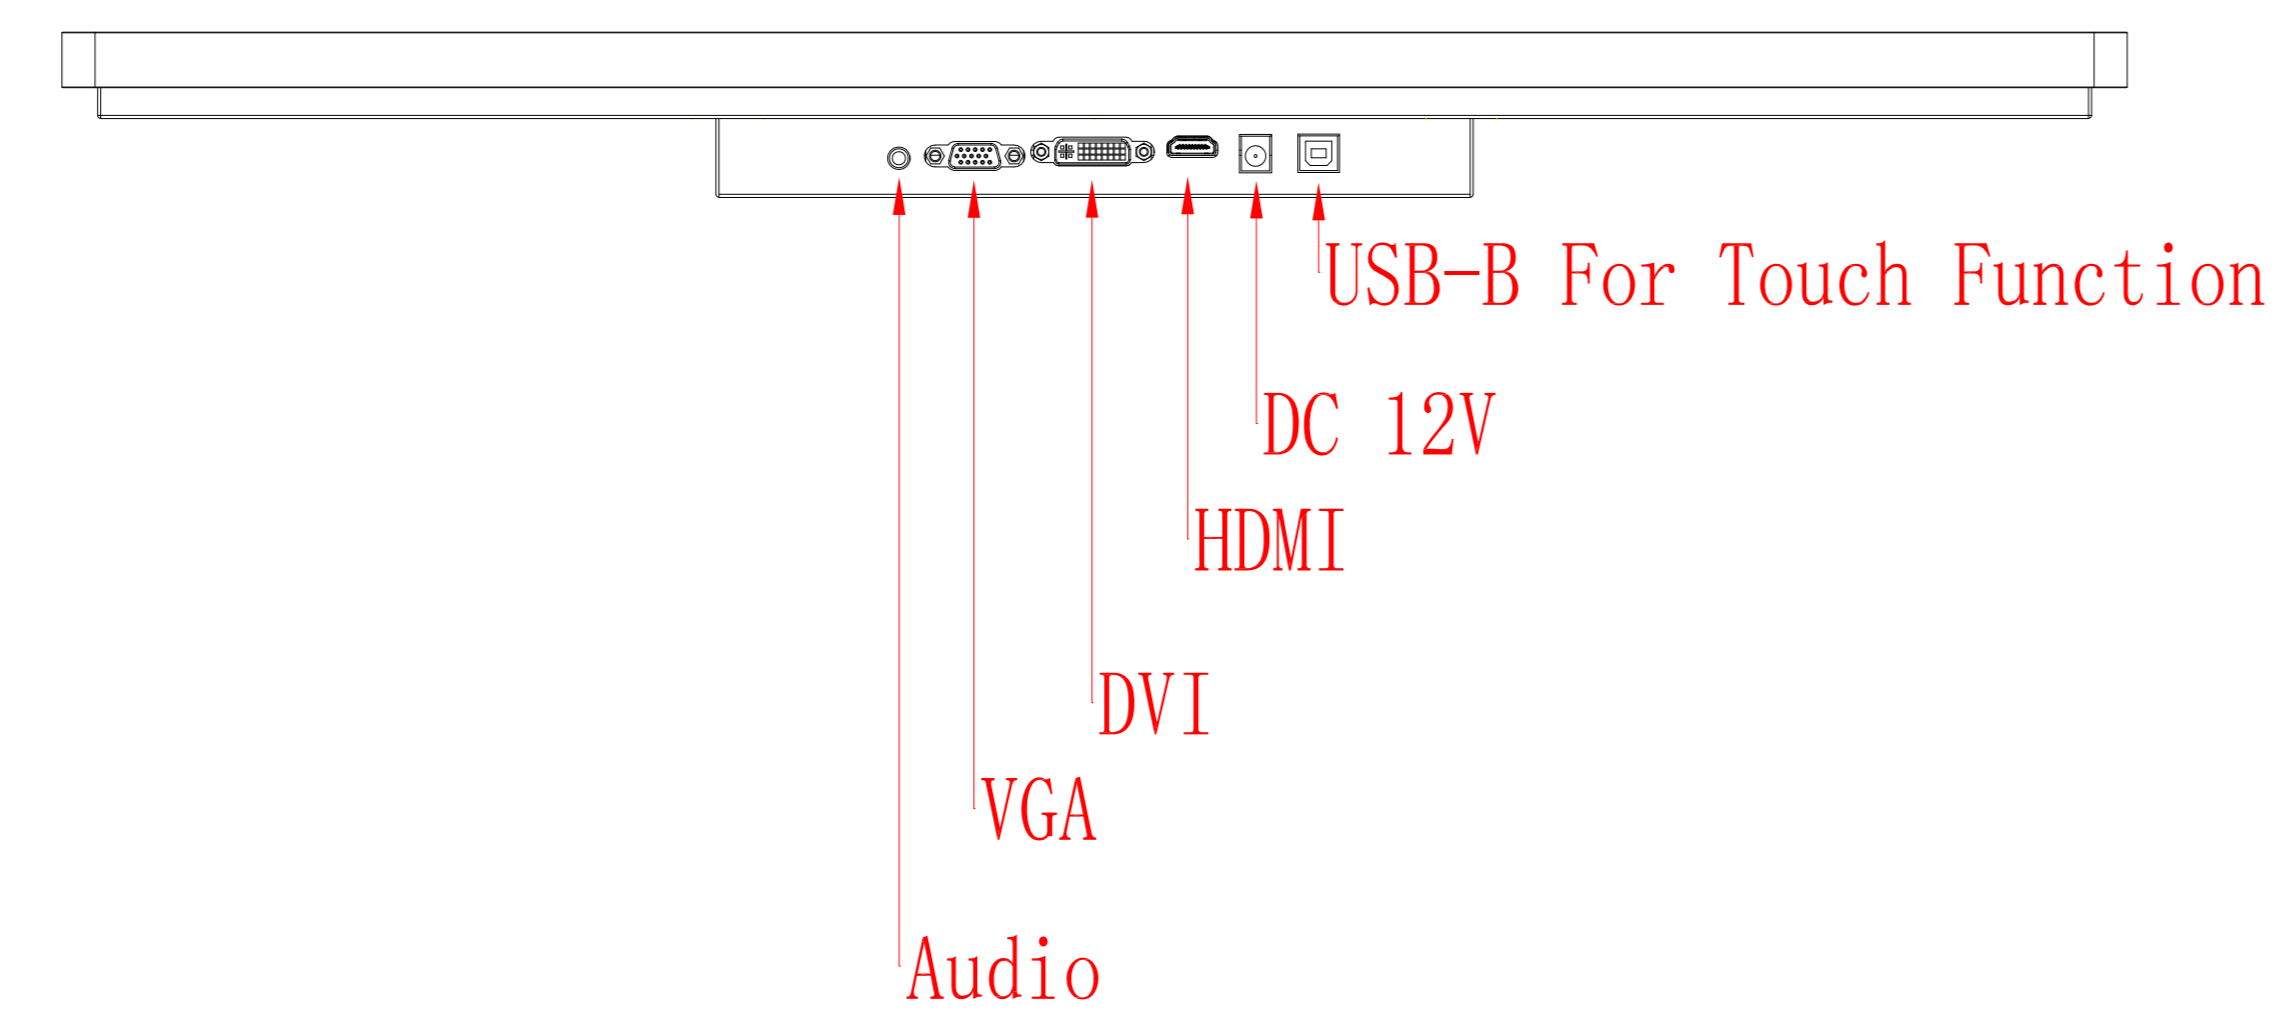 USB-B For Touch Function
DC 12V
HDMI
DVI
VGA
Audio